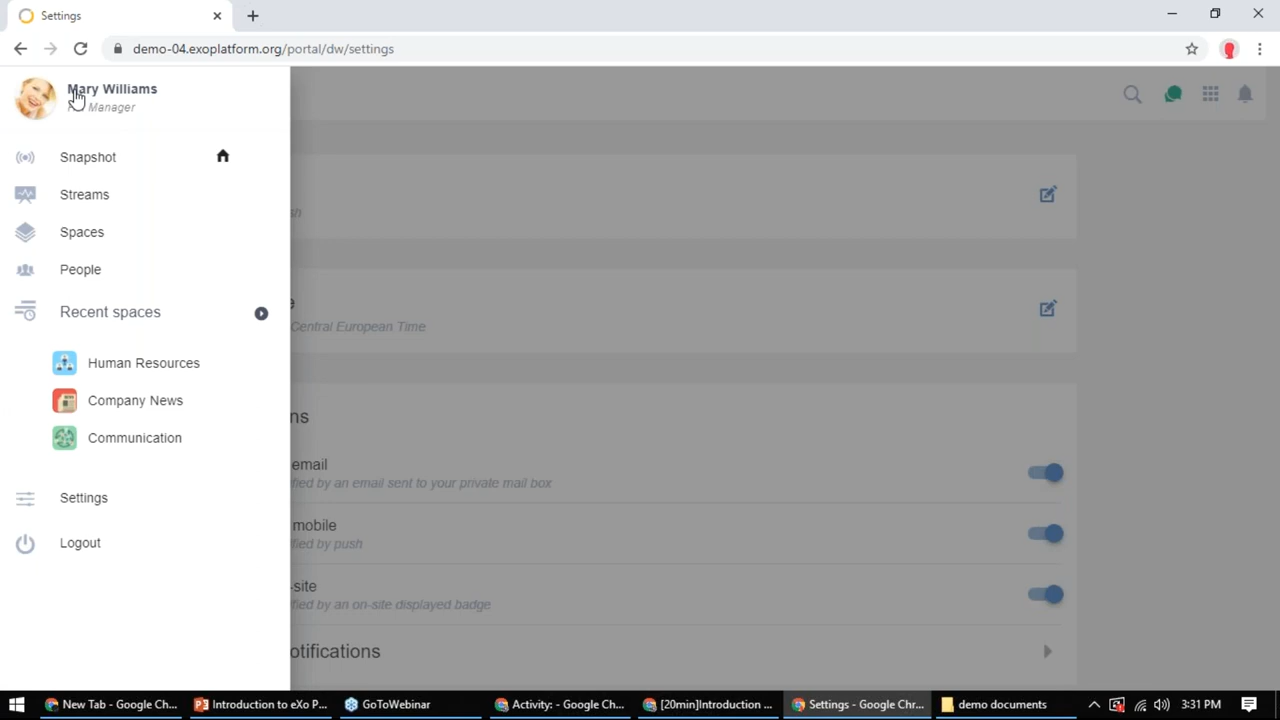 Settings
demo-04.exoplatform.org/portal/dw/settings
Mary Williams
Manager
Snapshot
Streams
Spaces
sh
People
Recent spaces
e
Central European Time
Human Resources
Company News
ns
Communication
email
fied by an email sent to your private mail box
Settings
mobile
fied by push
Logout
-site
fied by an on-site displayed badge
otifications
New Tab - Google Ch...
Introduction to eXo P...
GoToWebinar
Activity: - Google Ch...
[20min]Introduction ...
Settings - Google Chr...
demo documents
3:31 PM